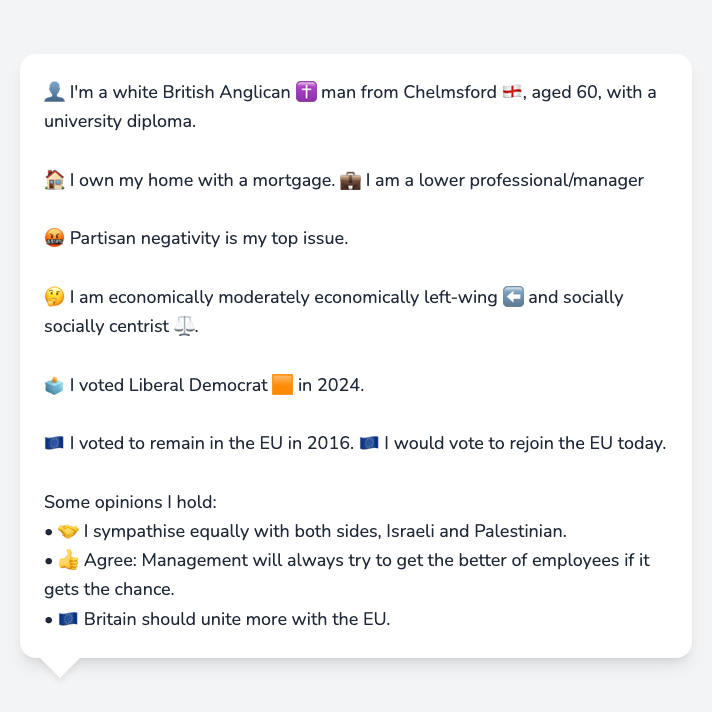 👤 I'm a white British Anglican ✝️ man from Chelmsford 🏴󠁧󠁢󠁥󠁮󠁧󠁿, aged 60, with a
university diploma.
🏠 I own my home with a mortgage. 💼 I am a lower professional/manager
🤬 Partisan negativity is my top issue.
🤔 I am economically moderately economically left-wing ⬅️ and socially
socially centrist ⚖️.
🗳️ I voted Liberal Democrat 🟧 in 2024.
🇪🇺 I voted to remain in the EU in 2016. 🇪🇺 I would vote to rejoin the EU today.
Some opinions I hold:
• 🤝 I sympathise equally with both sides, Israeli and Palestinian.
• 👍 Agree: Management will always try to get the better of employees if it
gets the chance.
• 🇪🇺 Britain should unite more with the EU.